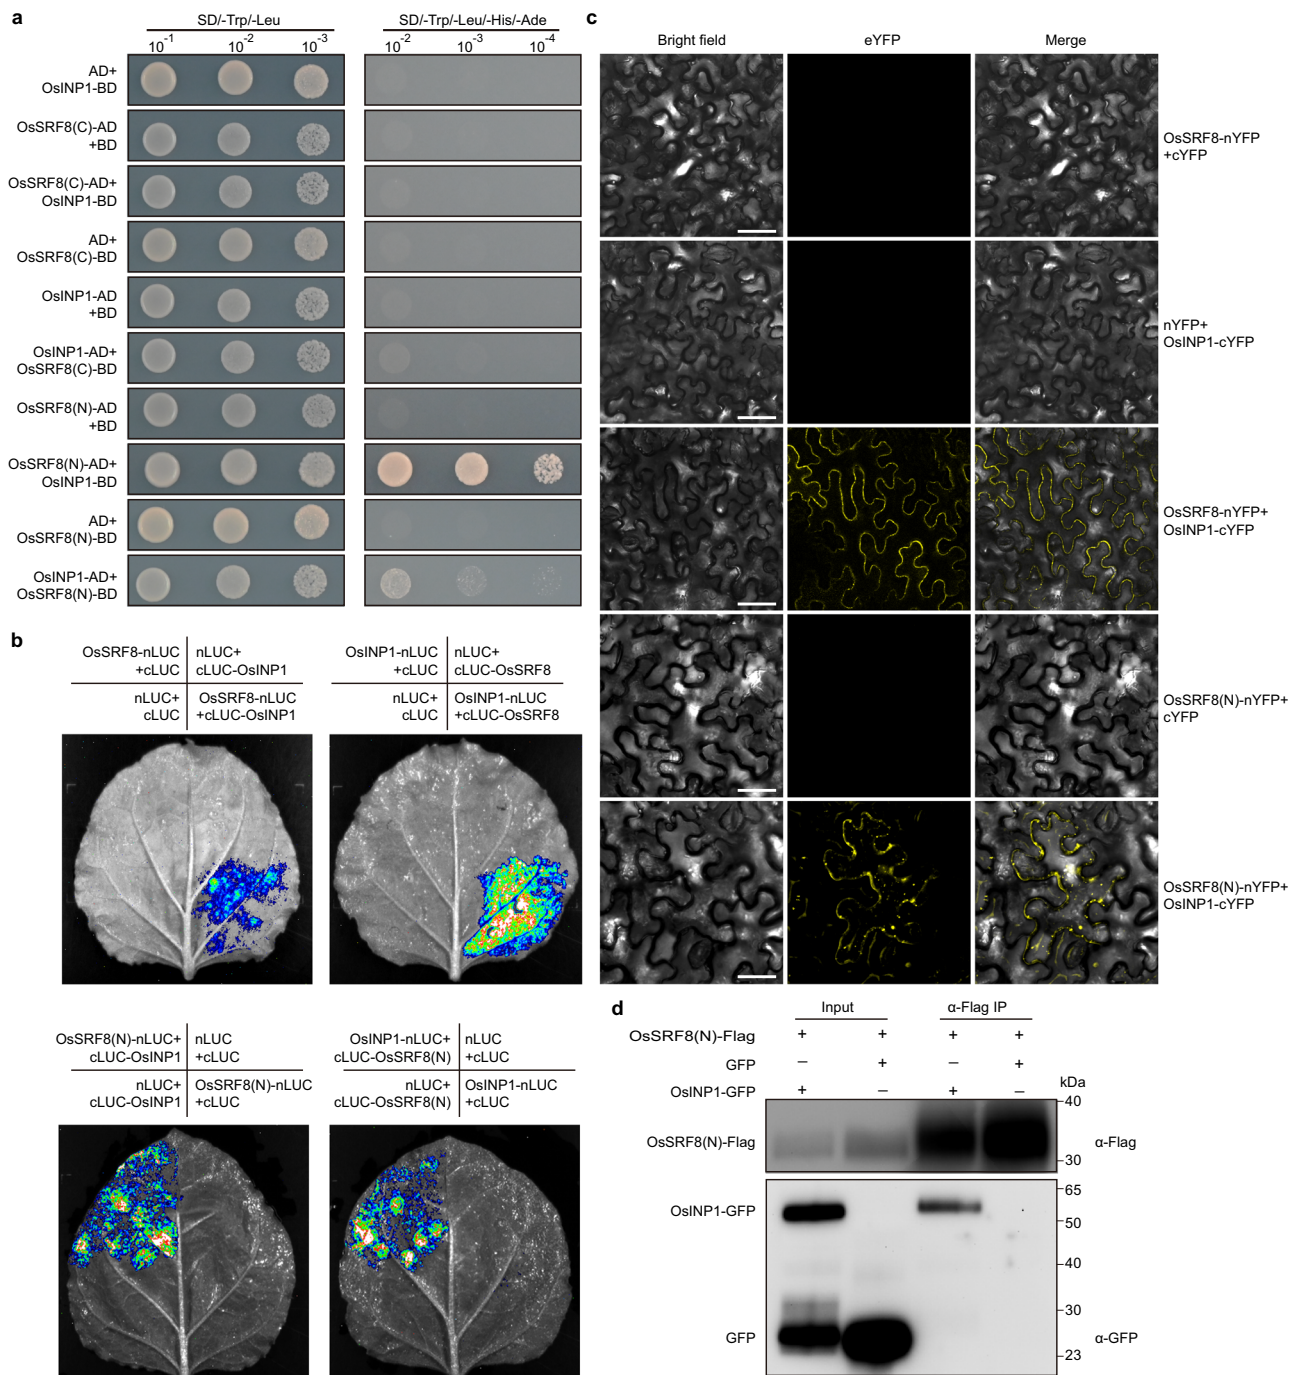 a
SD/-Trp/-Leu
SD/-Trp/-Leu/-His/-Ade
10-1
10-2
10-3
10-2
10-3
10-4
AD+
OsINP1-BD
OsSRF8(C)-AD
+BD
OsSRF8(C)-AD+
OsINP1-BD
AD+
OsSRF8(C)-BD
OsINP1-AD
+BD
OsINP1-AD+
OsSRF8(C)-BD
OsSRF8(N)-AD
+BD
OsSRF8(N)-AD+
OsINP1-BD
AD+
OsSRF8(N)-BD
OsINP1-AD+
OsSRF8(N)-BD
b
OsSRF8-nLUC
+cLUC
nLUC+
cLUC-OsINP1
nLUC+
cLUC
OsSRF8-nLUC
+cLUC-OsINP1
OsINP1-nLUC
+cLUC
nLUC+
cLUC-OsSRF8
nLUC+
cLUC
OsINP1-nLUC
+cLUC-OsSRF8
OsSRF8(N)-nLUC+
cLUC-OsINP1
nLUC
+cLUC
nLUC+
cLUC-OsINP1
OsSRF8(N)-nLUC
+cLUC
OsINP1-nLUC+
cLUC-OsSRF8(N)
nLUC
+cLUC
nLUC+
cLUC-OsSRF8(N)
OsINP1-nLUC
+cLUC
c
Bright field
eYFP
Merge
OsSRF8-nYFP
+cYFP
nYFP+
OsINP1-cYFP
OsSRF8-nYFP+
OsINP1-cYFP
OsSRF8(N)-nYFP+
cYFP
OsSRF8(N)-nYFP+
OsINP1-cYFP
d
Input
α-Flag IP
OsSRF8(N)-Flag + + + +
GFP − + − +
OsINP1-GFP + − + −
kDa
40
OsSRF8(N)-Flag
α-Flag
30
65
OsINP1-GFP
50
40
30
GFP
α-GFP
23